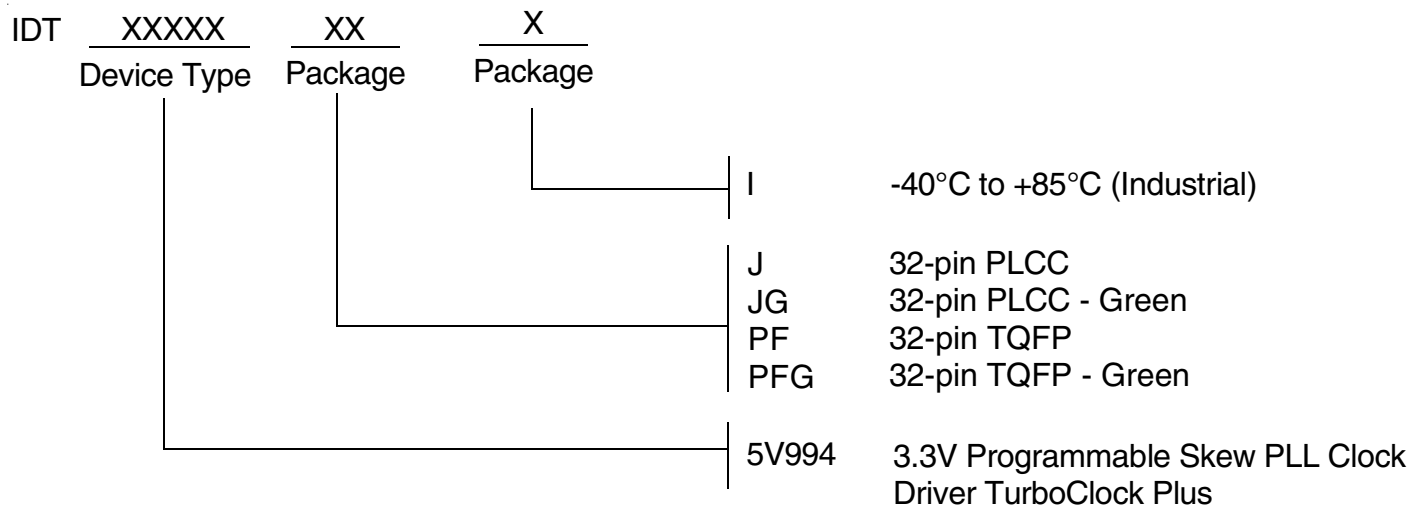 IDT XXXXX XX X
Device Type Package Package
I -40°C to +85°C (Industrial)
J 32-pin PLCC
JG 32-pin PLCC - Green
PF 32-pin TQFP
PFG 32-pin TQFP - Green
5V994 3.3V Programmable Skew PLL Clock
Driver TurboClock Plus